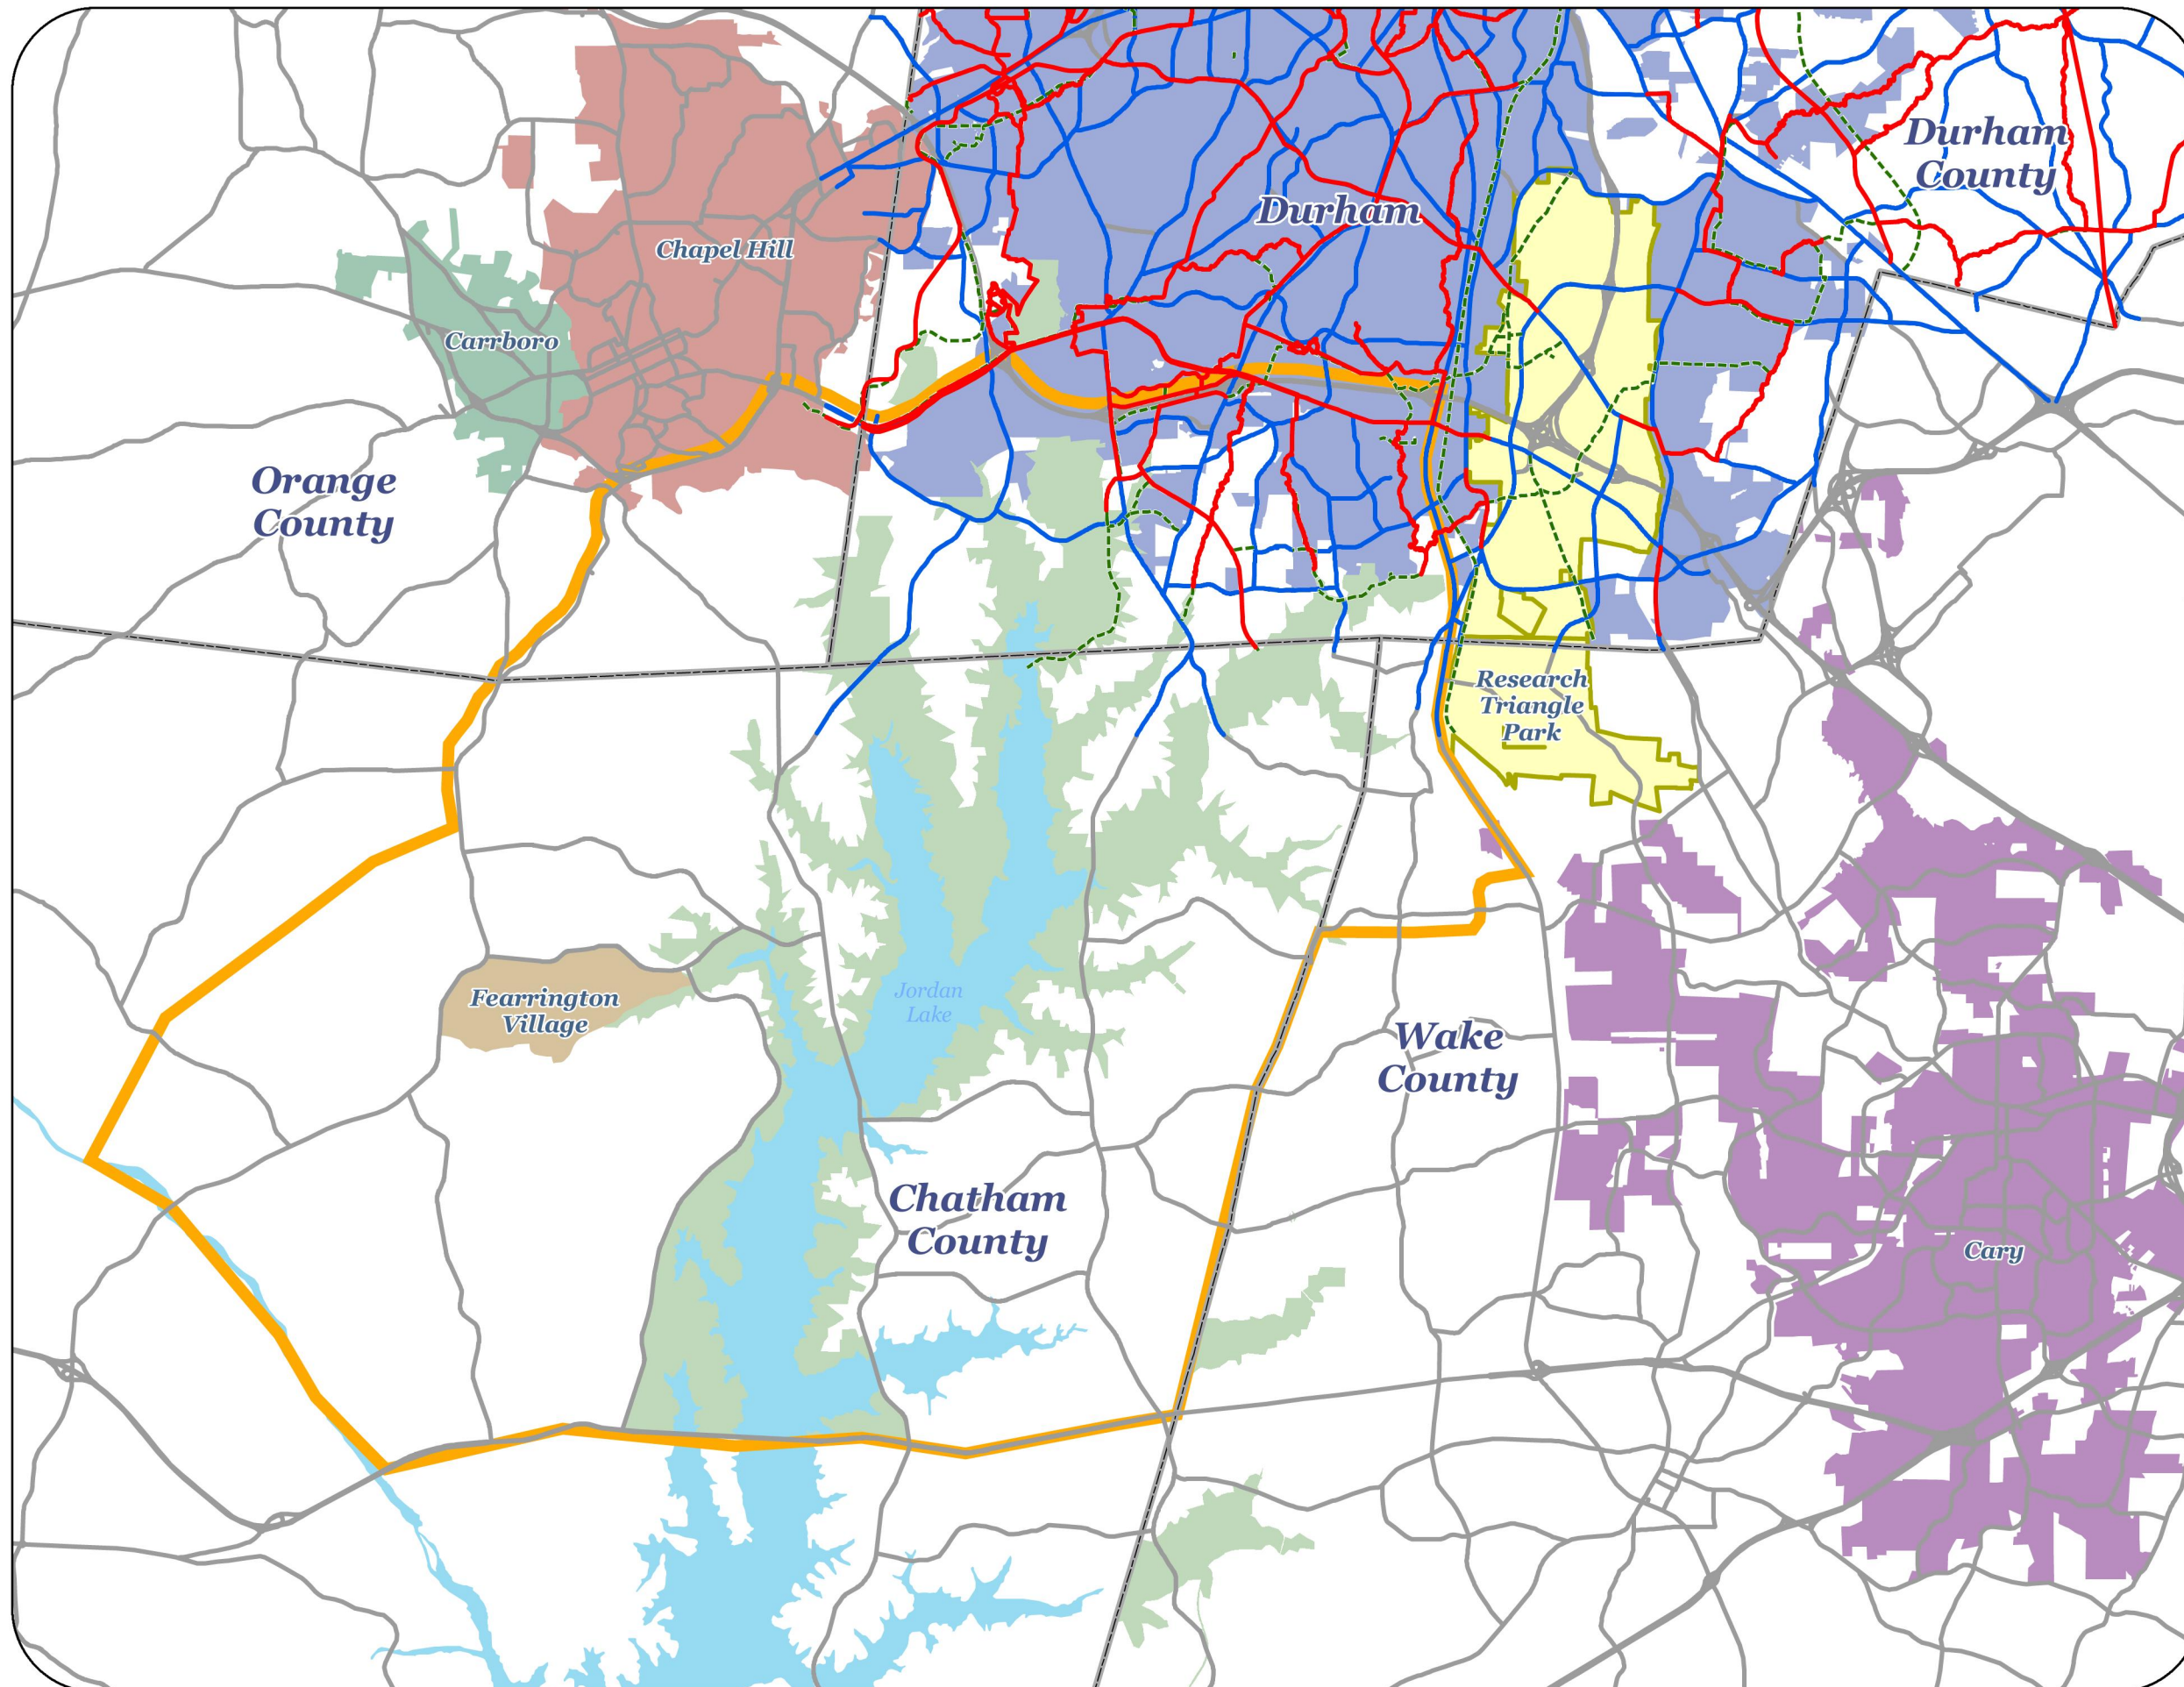 Durham
County
Durham
Chapel Hill
Carrboro
Orange
County
Research
Triangle
Park
Fearrington
Village
Jordan
Lake
Wake
County
Chatham
County
Cary